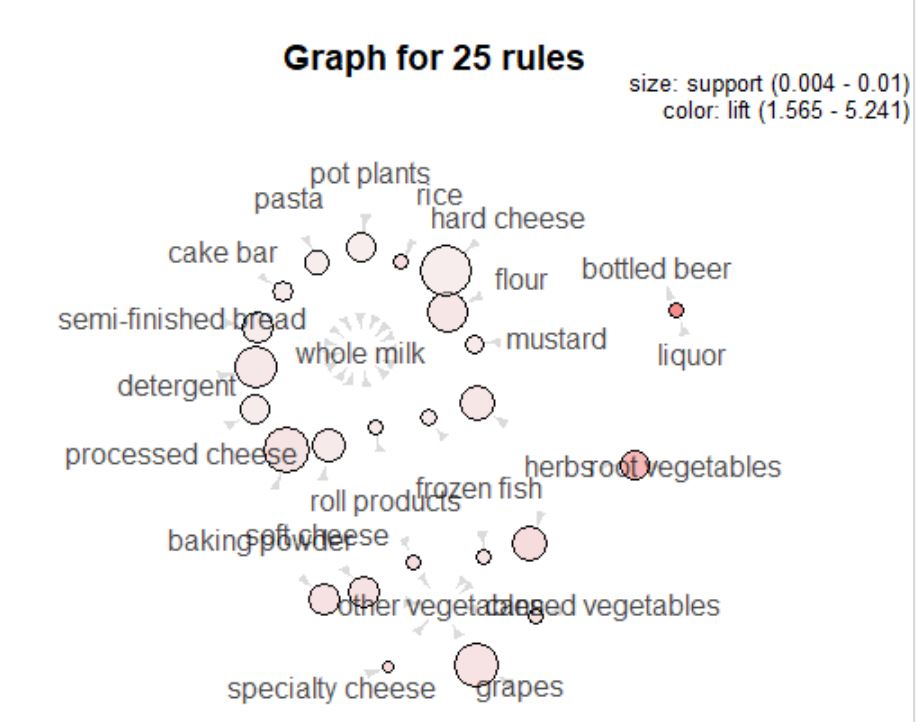 Graph for 25 rules
size: support (0.004 - 0.01)
color: lift (1.565 - 5.241)
pot plants
pasta
rice
hard cheese
cake bar
bottled beer
flour
semi-finished bread
mustard
whole milk
liquor
detergent
processed cheese
herbs
root vegetables
frozen fish
roll products
soft cheese
baking powder
other vegetables
canned vegetables
specialty cheese
grapes